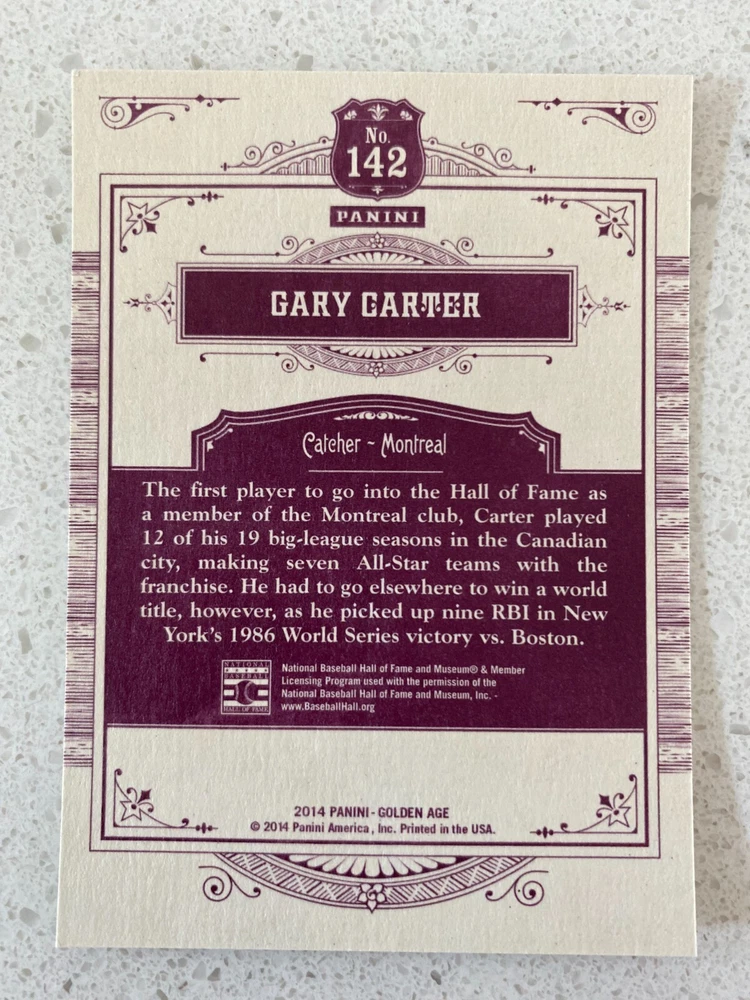 No.
142
PANINI
GARY CARTER
Catcher ~ Montreal
The first player to go into the Hall of Fame as
a member of the Montreal club, Carter played
12 of his 19 big-league seasons in the Canadian
city, making seven All-Star teams with the
franchise. He had to go elsewhere to win a world
title, however, as he picked up nine RBI in New
York's 1986 World Series victory vs. Boston.
NATIONAL
BASEBALL
HALL OF FAME
National Baseball Hall of Fame and Museum® & Member
Licensing Program used with the permission of the
National Baseball Hall of Fame and Museum, Inc. -
www.BaseballHall.org
2014 PANINI - GOLDEN AGE
© 2014 Panini America, Inc. Printed in the USA.